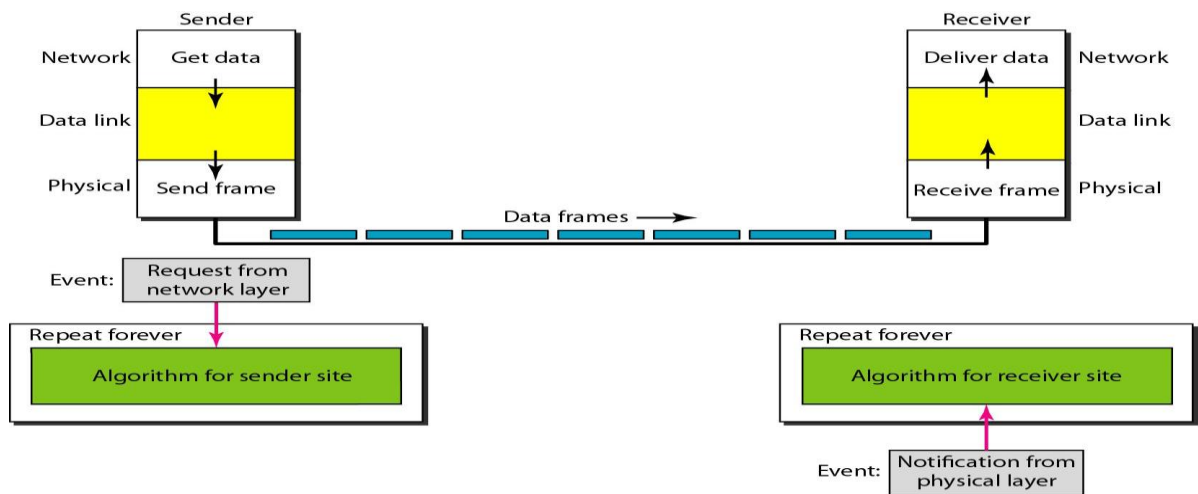 Sender
Receiver
Network
Get data
Deliver data
Network
Data link
Data link
Physical
Send frame
Receive frame
Physical
Data frames
Event:
Request from
network layer
Repeat forever
Algorithm for sender site
Repeat forever
Algorithm for receiver site
Event:
Notification from
physical layer